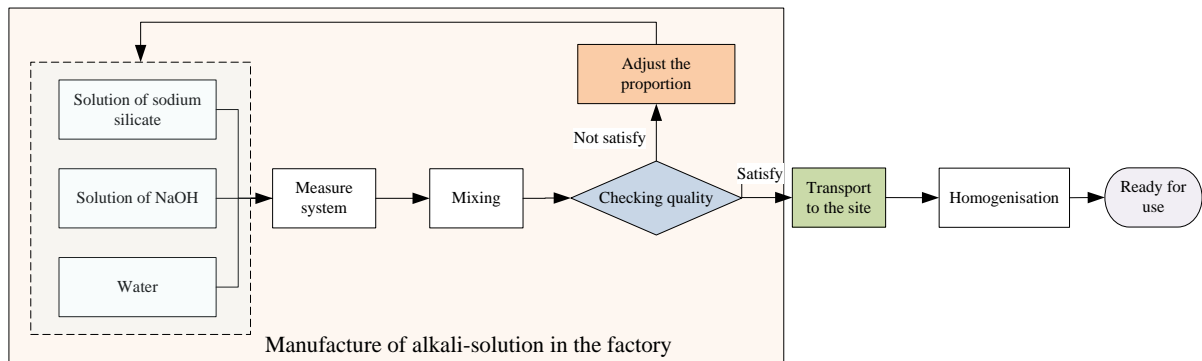 Adjust the
proportion
Solution of sodium
silicate
Not satisfy
Satisfy
Solution of NaOH
Measure
system
Mixing
Checking quality
Transport
to the site
Homogenisation
Ready for
use
Water
Manufacture of alkali-solution in the factory